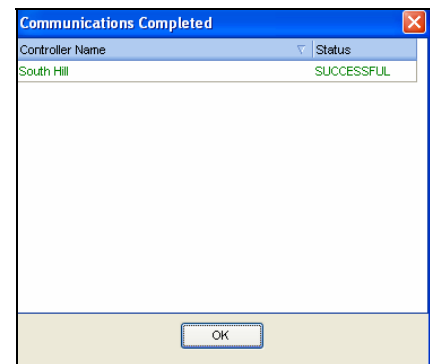 Communications Completed
Controller Name Status
South Hill SUCCESSFUL
OK